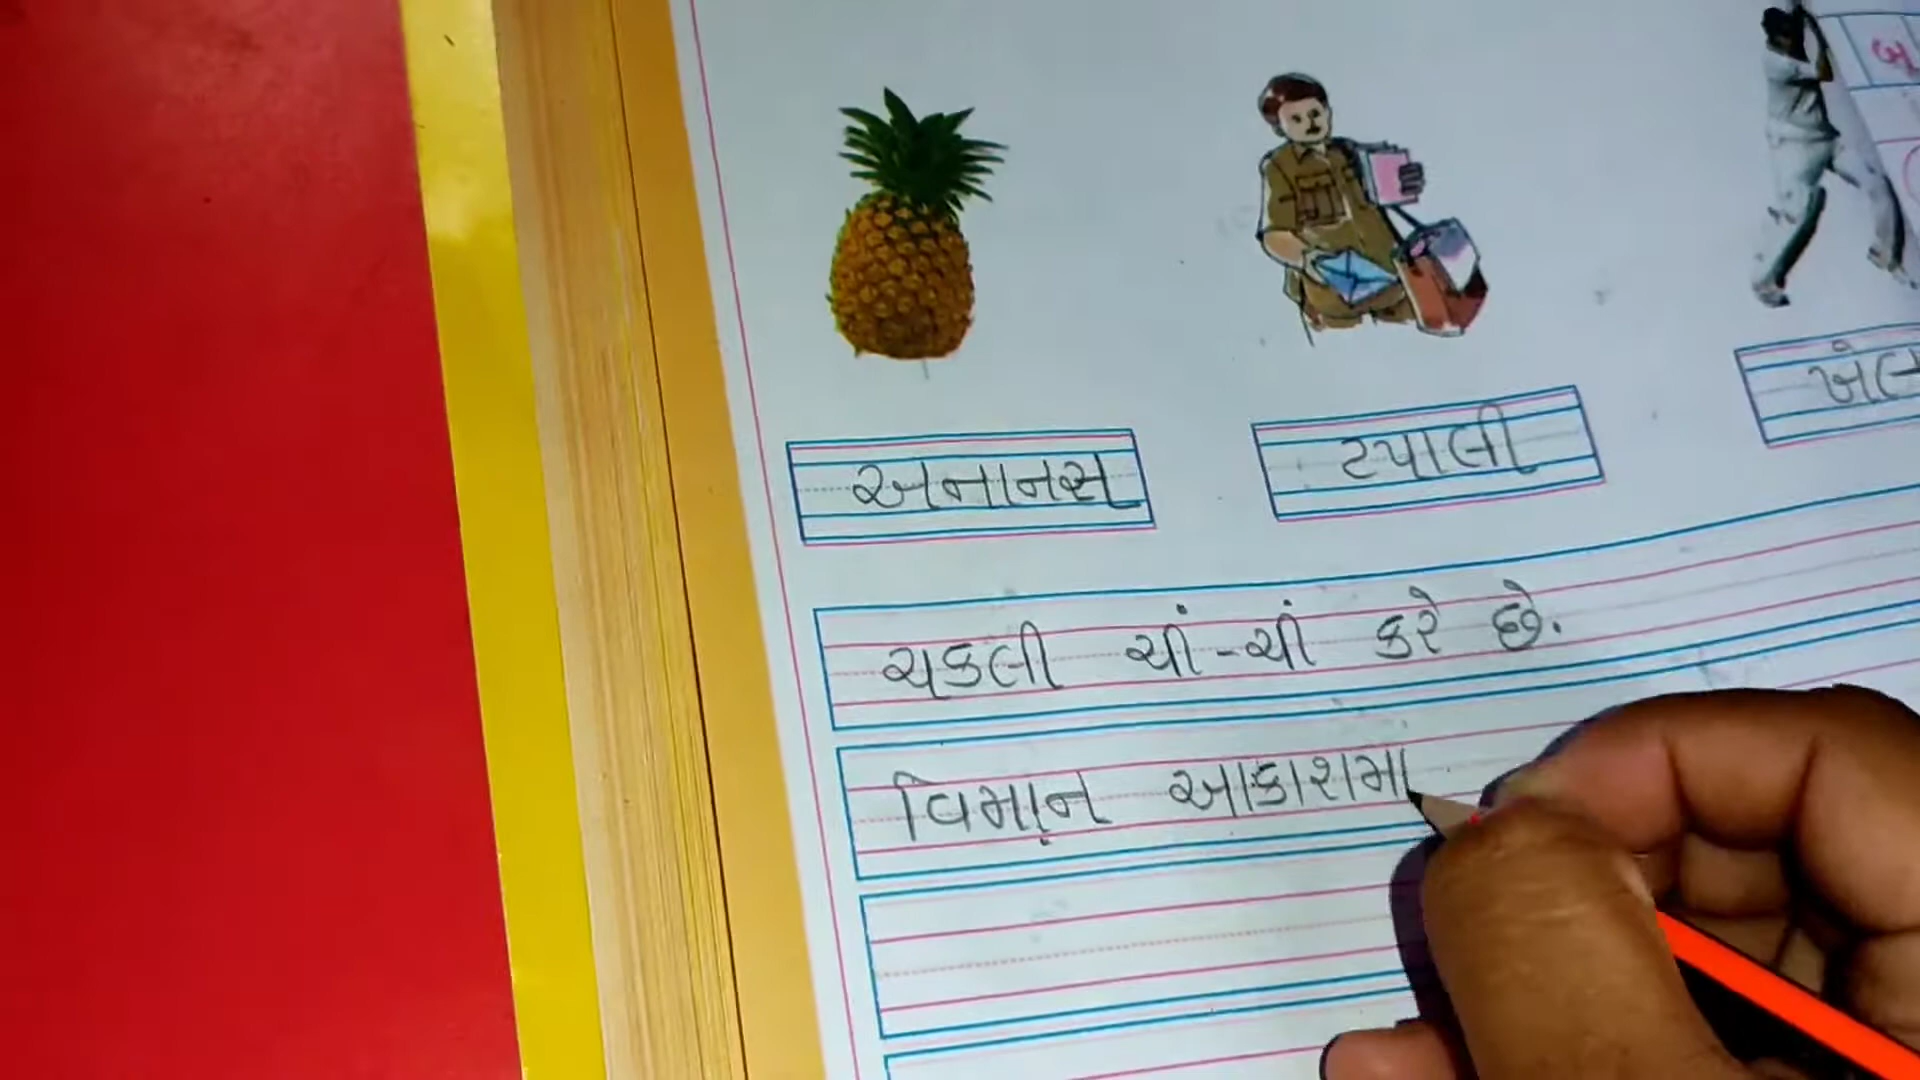 અનાનસ ટપાલી
ચકલી ચીં-ચીં કરે છે.
વિમાન આકાશમાં